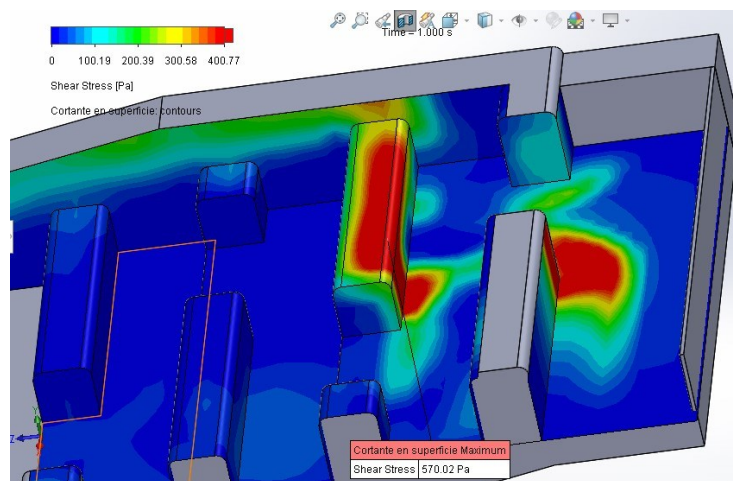 Time = 1.000 s
0 100.19 200.39 300.58 400.77
Shear Stress [Pa]
Cortante en superficie: contours
Y
Z
Cortante en superficie Maximum
Shear Stress 570.02 Pa